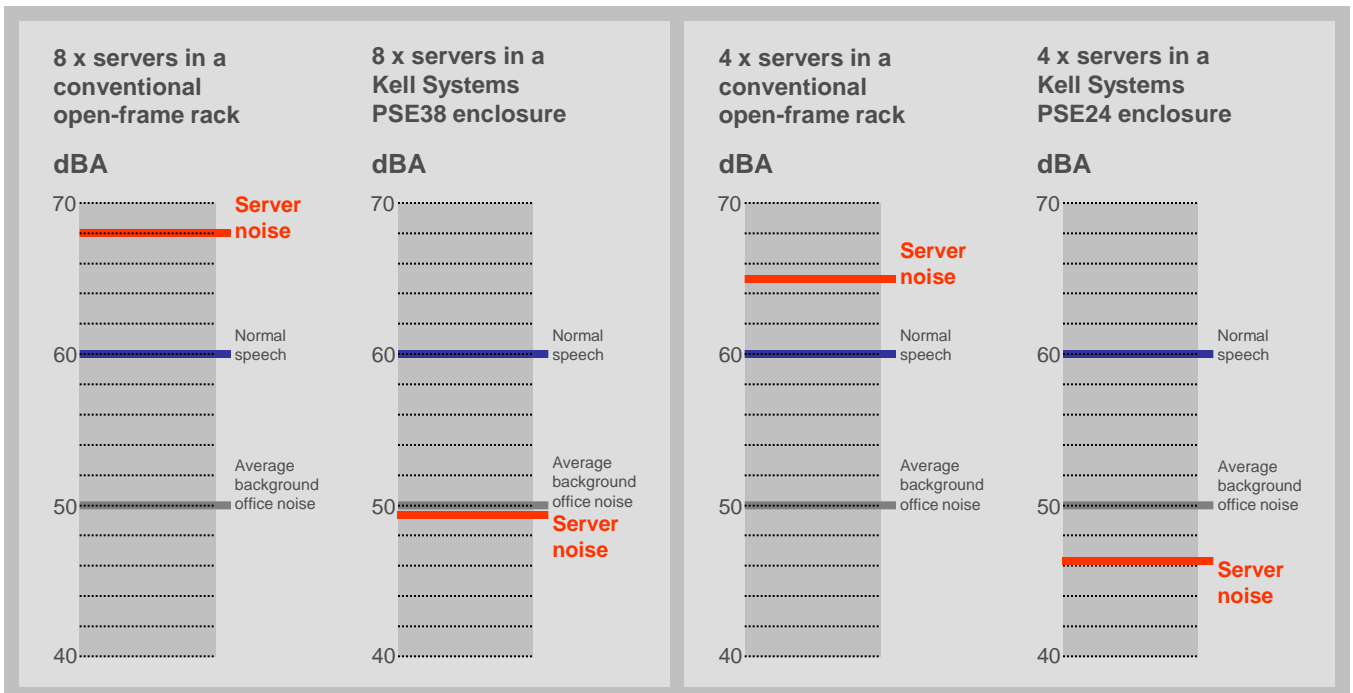 8 x servers in a
conventional
open-frame rack
dBA
70
Server
noise
Normal
60
speech
Average
background
50
office noise
40
8 x servers in a
Kell Systems
PSE38 enclosure
dBA
70
Normal
60
speech
Average
background
50
office noise
Server
noise
40
4 x servers in a
conventional
open-frame rack
dBA
70
Server
noise
Normal
60
speech
Average
background
50
office noise
40
4 x servers in a
Kell Systems
PSE24 enclosure
dBA
70
Normal
60
speech
Average
background
50
office noise
Server
noise
40